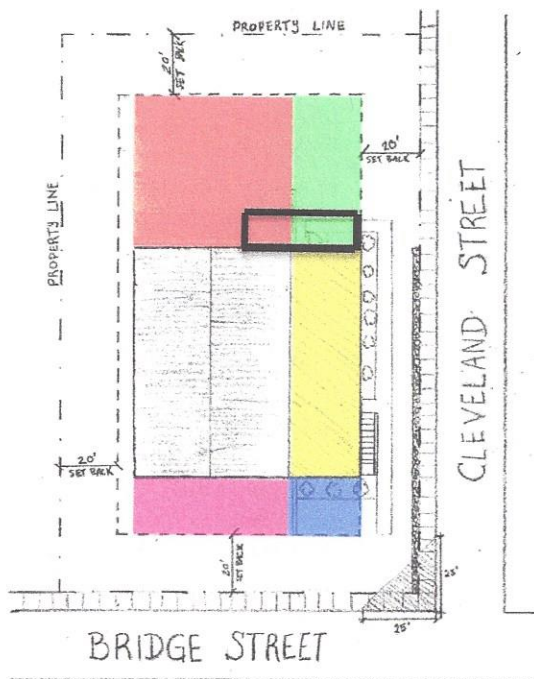 PROPERTY LINE
20'
SET BACK
20'
SET BACK
PROPERTY LINE
CLEVELAND STREET
20'
SET BACK
20'
SET BACK
25'
25'
BRIDGE STREET